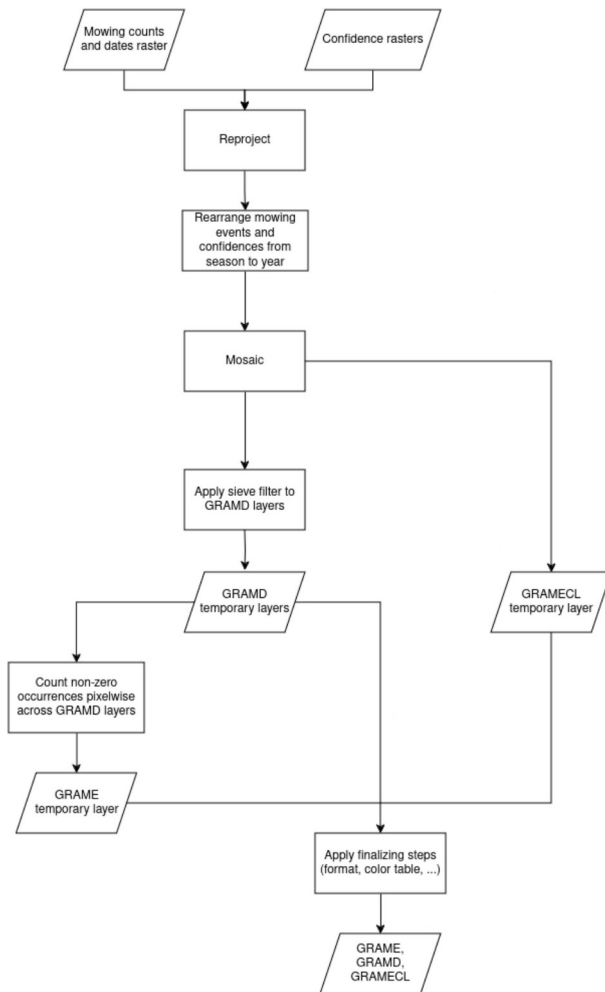 Mowing counts
and dates raster
Confidence rasters
Reproject
Rearrange mowing
events and
confidences from
season to year
Mosaic
Apply sieve filter to
GRAMD layers
GRAMD
temporary layers
GRAMECL
temporary layer
Count non-zero
occurrences pixelwise
across GRAMD layers
GRAME
temporary layer
Apply finalizing steps
(format, color table, ...)
GRAME,
GRAMD,
GRAMECL